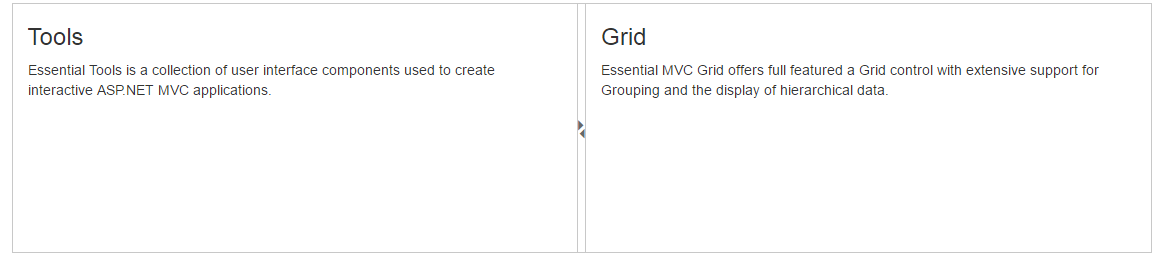 Tools
Essential Tools is a collection of user interface components used to create
interactive ASP.NET MVC applications.
Grid
Essential MVC Grid offers full featured a Grid control with extensive support for
Grouping and the display of hierarchical data.